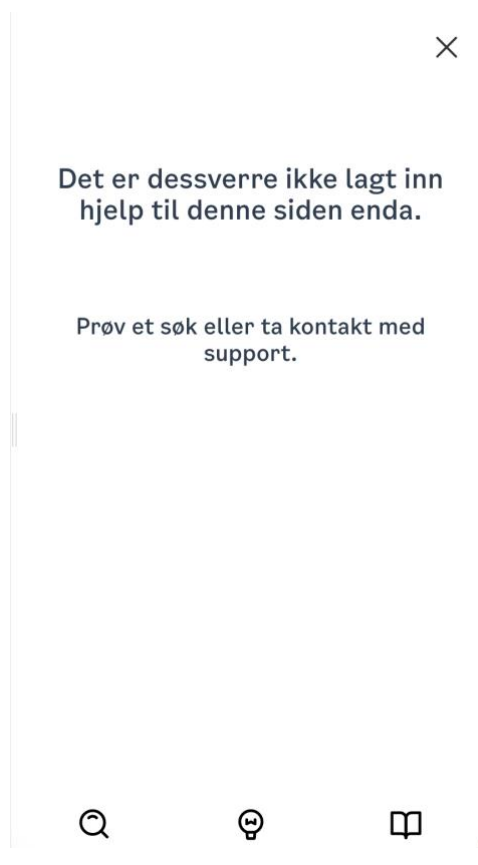 Det er dessverre ikke lagt inn
hjelp til denne siden enda.
Prøv et søk eller ta kontakt med
support.